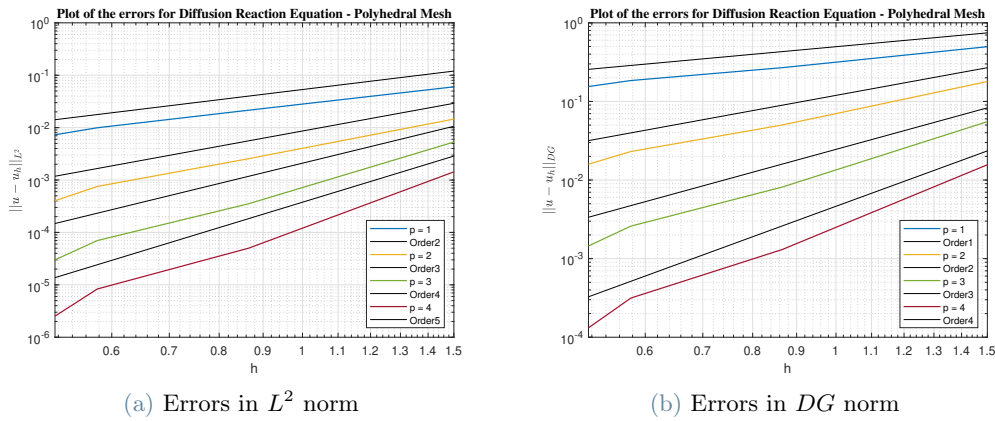 Plot of the errors for Diffusion Reaction Equation - Polyhedral Mesh
10^0
10^-1
10^-2
10^-3
10^-4
10^-5
10^-6
||u − u_h||_{L^2}
0.6 0.7 0.8 0.9 1 1.1 1.2 1.3 1.4 1.5
h
p = 1
Order2
p = 2
Order3
p = 3
Order4
p = 4
Order5
(a) Errors in L^2 norm
Plot of the errors for Diffusion Reaction Equation - Polyhedral Mesh
10^0
10^-1
10^-2
10^-3
10^-4
||u − u_h||_{DG}
0.6 0.7 0.8 0.9 1 1.1 1.2 1.3 1.4 1.5
h
p = 1
Order1
p = 2
Order2
p = 3
Order3
p = 4
Order4
(b) Errors in DG norm